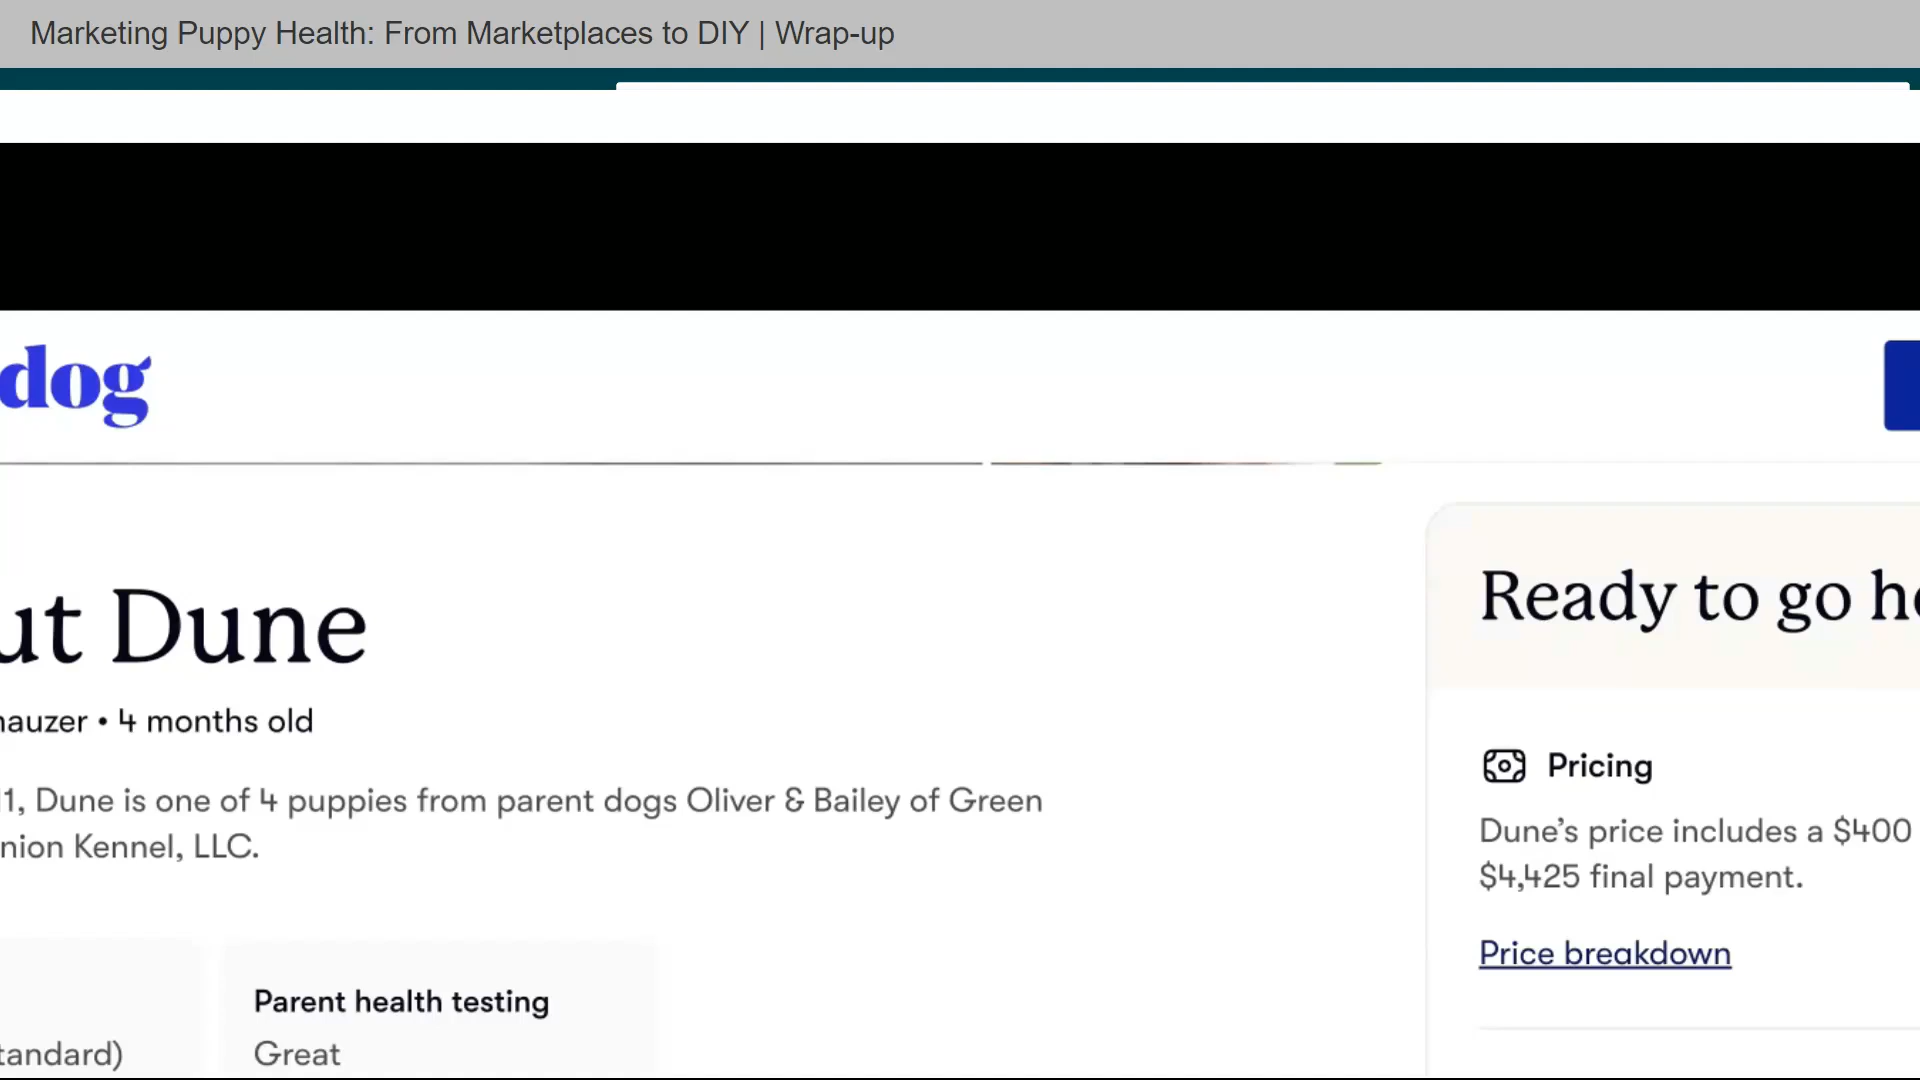 Marketing Puppy Health: From Marketplaces to DIY | Wrap-up
dog
ut Dune
nauzer • 4 months old
11, Dune is one of 4 puppies from parent dogs Oliver & Bailey of Green
nion Kennel, LLC.
Parent health testing
tandard)
Great
Ready to go h
Pricing
Dune's price includes a $400
$4,425 final payment.
Price breakdown